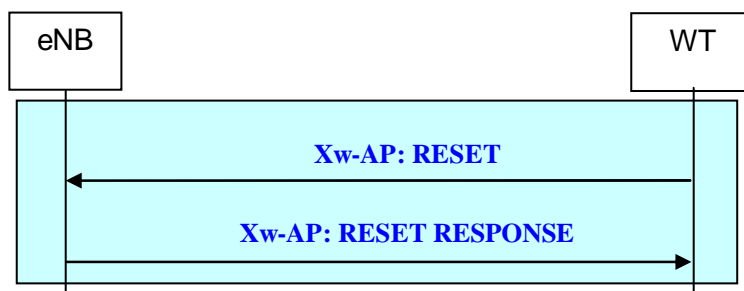 eNB
WT
Xw-AP: RESET
Xw-AP: RESET RESPONSE